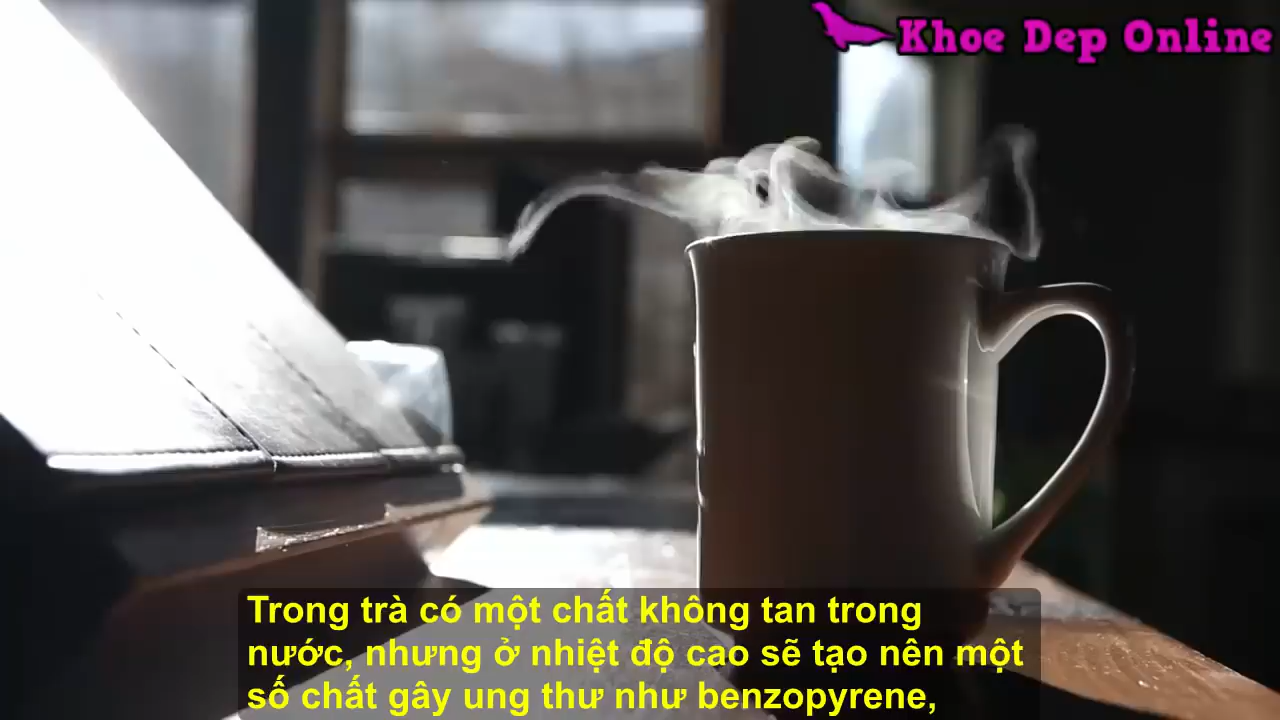 Khoe Dep Online
Trong trà có một chất không tan trong
nước, nhưng ở nhiệt độ cao sẽ tạo nên một
số chất gây ung thư như benzopyrene,